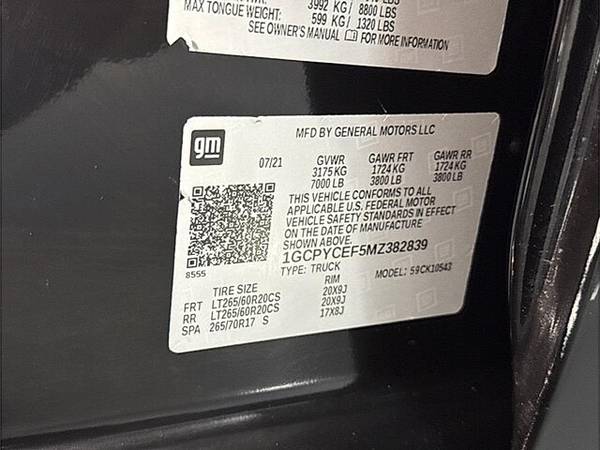 3992 KG / 8800 LBS
MAX TONGUE WEIGHT: 599 KG / 1320 LBS
SEE OWNER'S MANUAL FOR MORE INFORMATION
gm
MFD BY GENERAL MOTORS LLC
07/21 GVWR GAWR FRT GAWR RR
3175 KG 1724 KG 1724 KG
7000 LB 3800 LB 3800 LB
THIS VEHICLE CONFORMS TO ALL
APPLICABLE U.S. FEDERAL MOTOR
VEHICLE SAFETY STANDARDS IN EFFECT
ON THE DATE OF MANUFACTURE
SHOWN ABOVE.
1GCPYCEF5MZ382839
8555
TYPE: TRUCK MODEL: 59CK10543
TIRE SIZE RIM
FRT LT265/60R20CS 20X9J
RR LT265/60R20CS 20X9J
SPA 265/70R17 S 17X8J